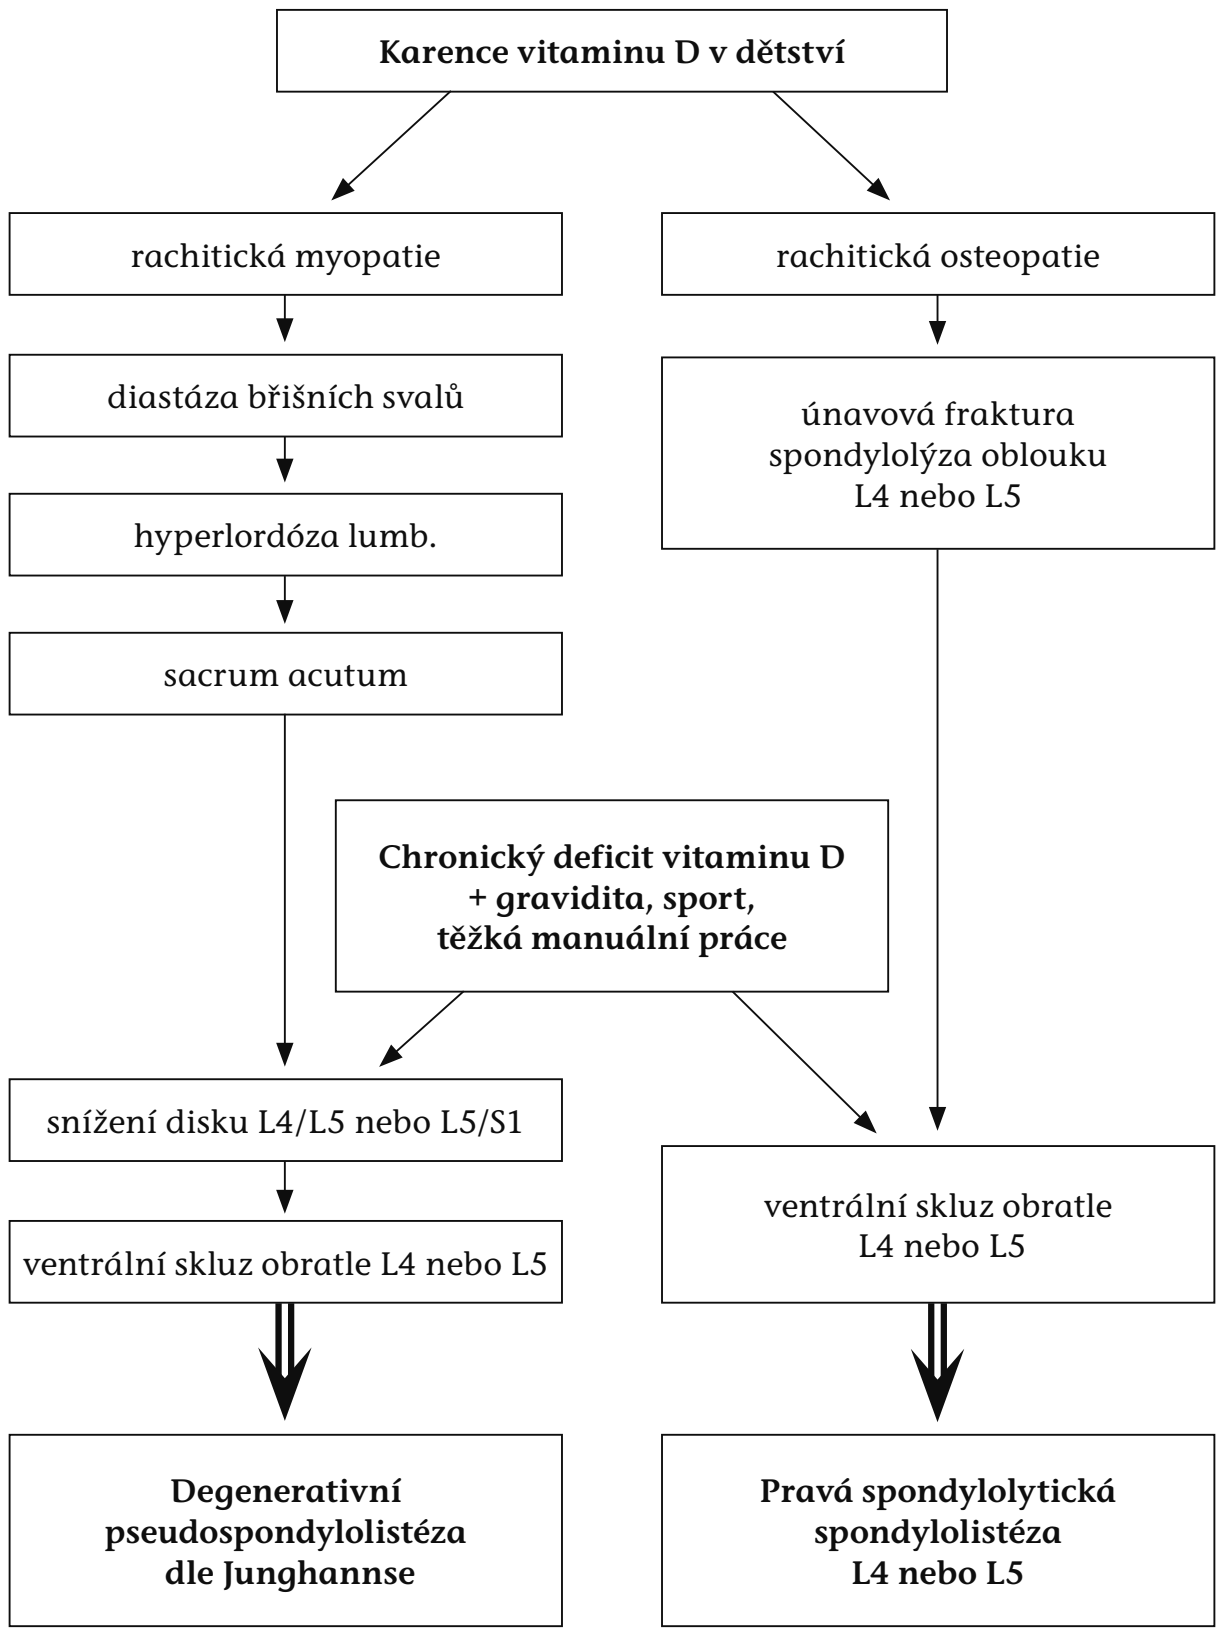 Karence vitaminu D v dětství
rachitická myopatie
rachitická osteopatie
diastáza břišních svalů
únavová fraktura
spondylolýza oblouku
L4 nebo L5
hyperlordóza lumb.
sacrum acutum
Chronický deficit vitaminu D
+ gravidita, sport,
těžká manuální práce
snížení disku L4/L5 nebo L5/S1
ventrální skluz obratle
L4 nebo L5
ventrální skluz obratle L4 nebo L5
Degenerativní
pseudospondylolistéza
dle Junghannse
Pravá spondylolytická
spondylolistéza
L4 nebo L5